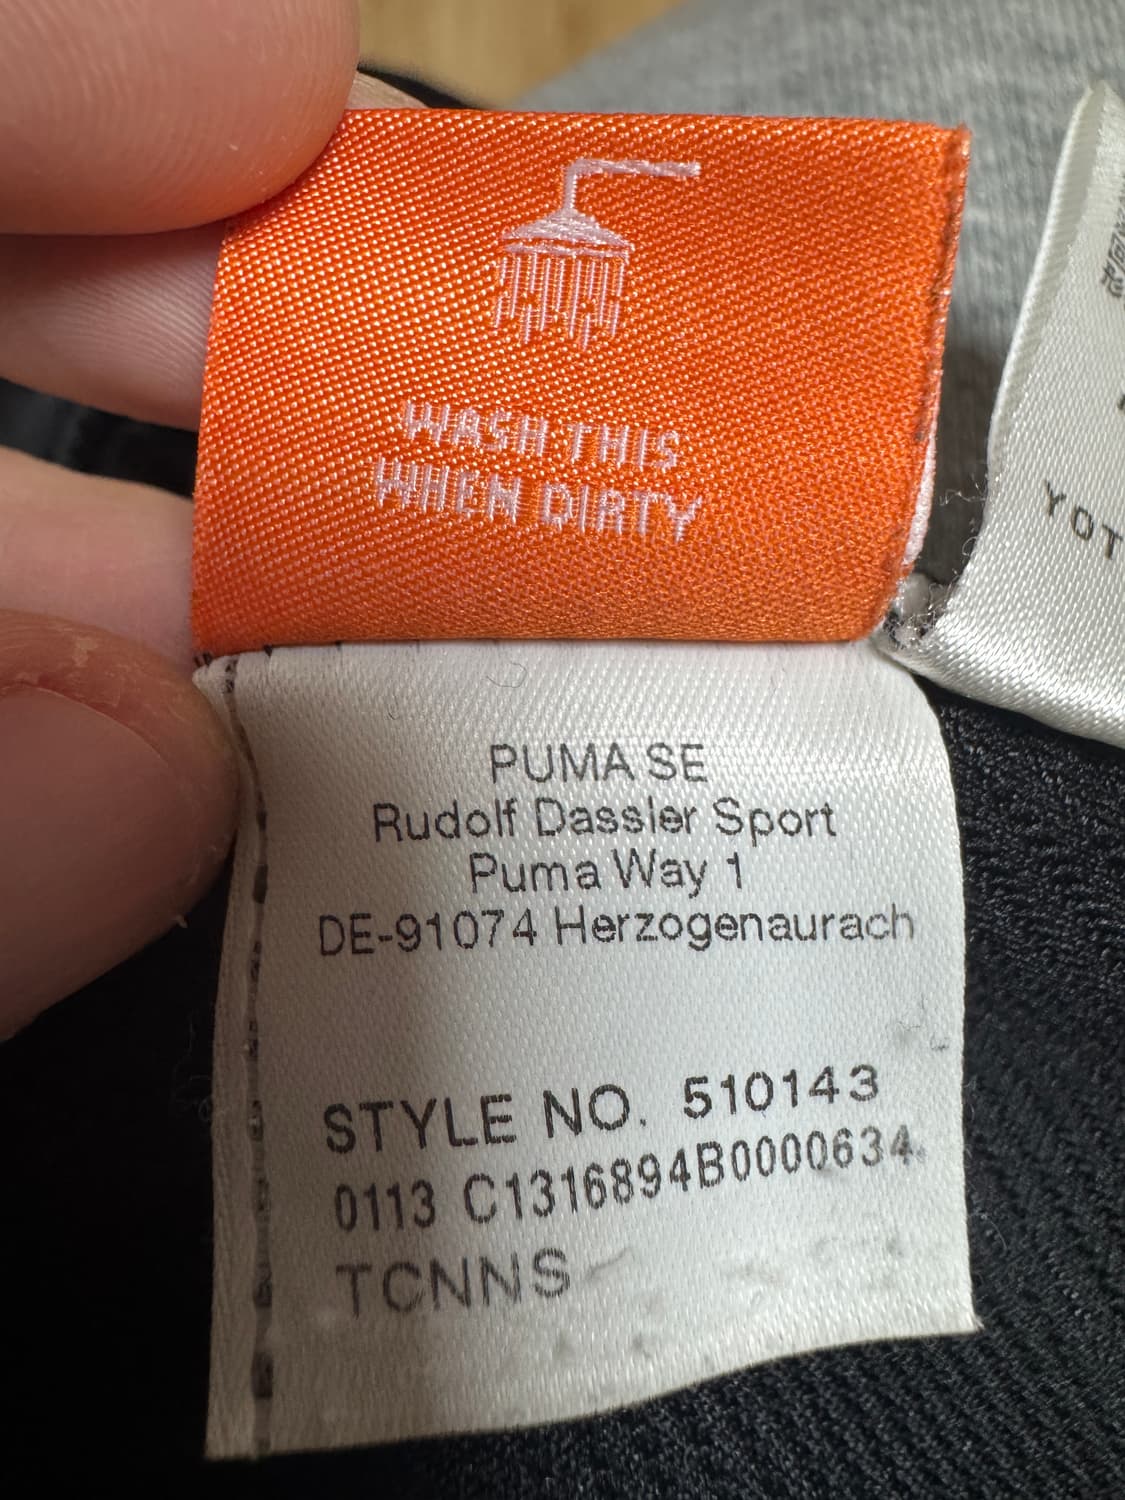 WASH THIS
WHEN DIRTY
PUMA SE
Rudolf Dassler Sport
Puma Way 1
DE-91074 Herzogenaurach
STYLE NO. 510143
0113 C1316894B0000634
TCNNS